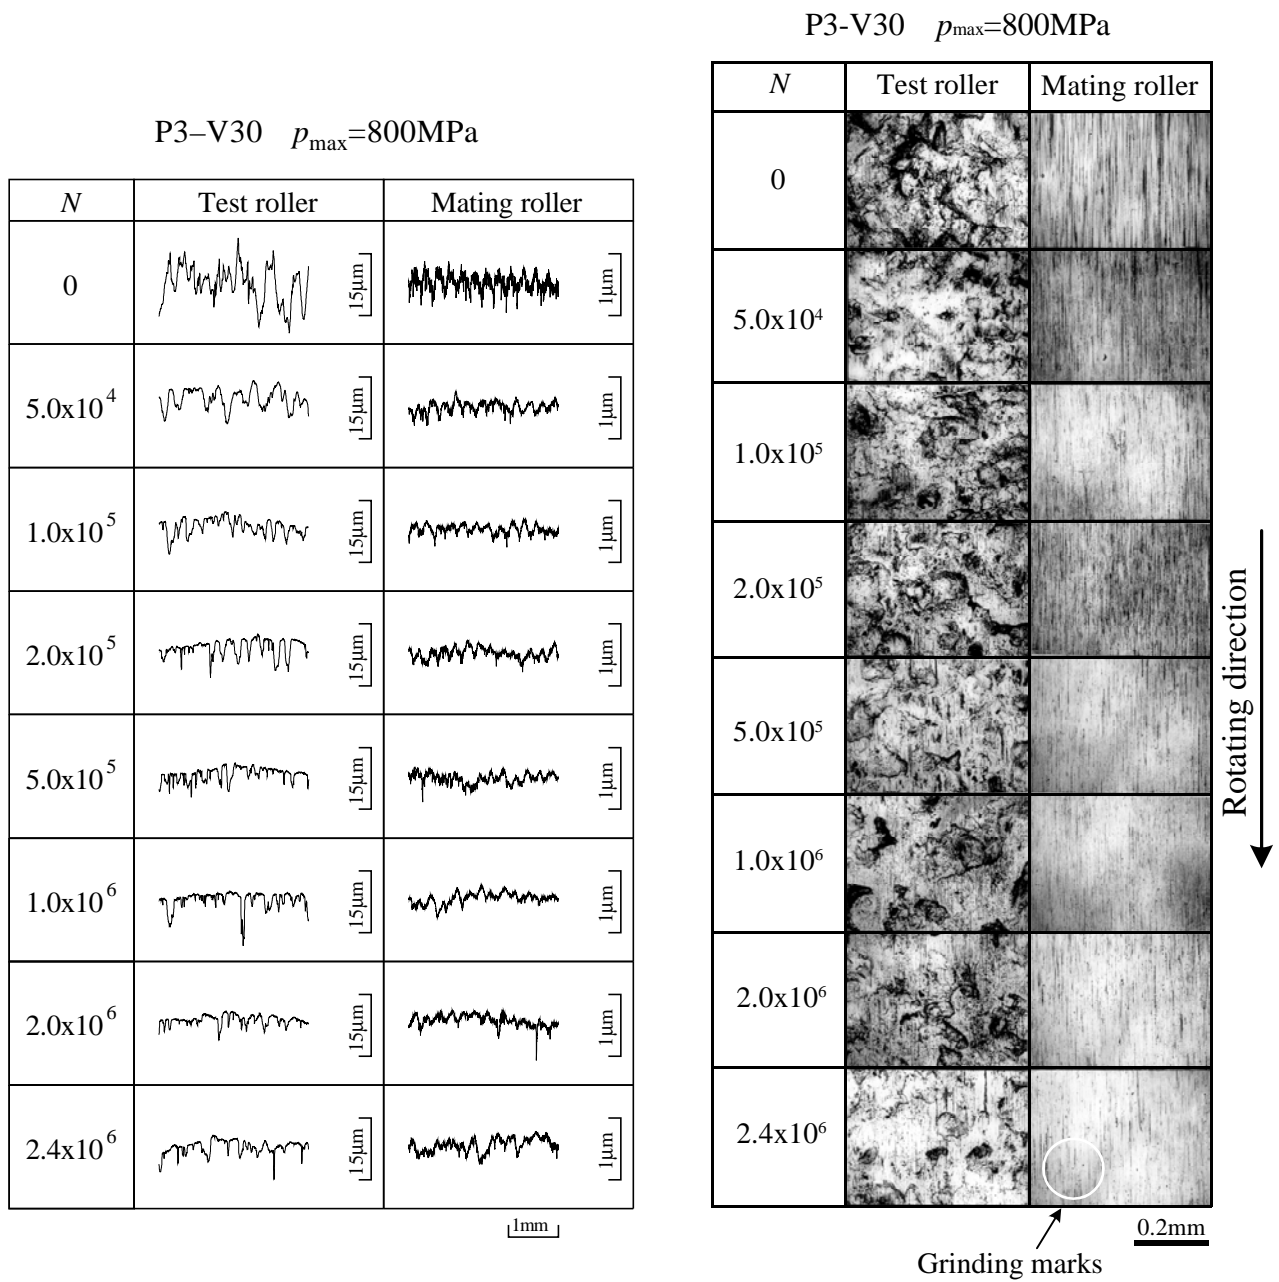 P3–V30 p_max=800MPa
N Test roller Mating roller
0 15μm 1μm
5.0x10^4 15μm 1μm
1.0x10^5 15μm 1μm
2.0x10^5 15μm 1μm
5.0x10^5 15μm 1μm
1.0x10^6 15μm 1μm
2.0x10^6 15μm 1μm
2.4x10^6 15μm 1μm
1mm
P3-V30 pmax=800MPa
N Test roller Mating roller
0
5.0x10^4
1.0x10^5
2.0x10^5
5.0x10^5
1.0x10^6
2.0x10^6
2.4x10^6
Rotating direction
0.2mm
Grinding marks